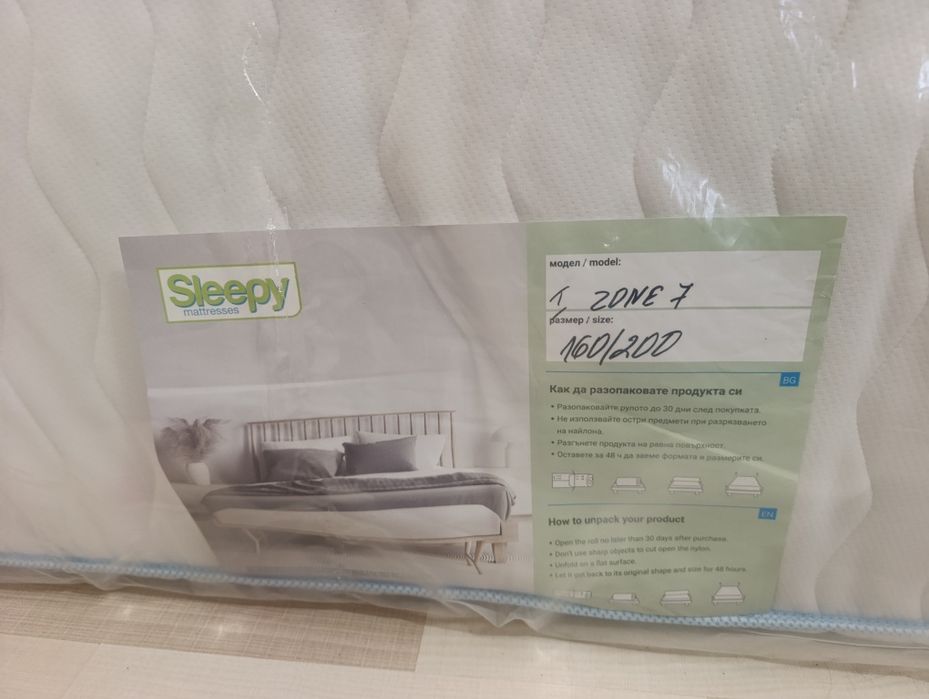 Sleepy
mattresses
модел / model:
ZONE 7
размер / size:
160/200
BG
Как да разопаковате продукта си
• Разопаковайте рулото до 30 дни след покупката.
• Не използвайте остри предмети при разрязването
на найлона.
• Разгънете продукта на равна повърхност.
• Оставете за 48 ч да заеме формата и размерите си.
EN
How to unpack your product
• Open the roll no later than 30 days after purchase.
• Don't use sharp objects to cut open the nylon.
• Unfold on a flat surface.
• Let it get back to its original shape and size for 48 hours.